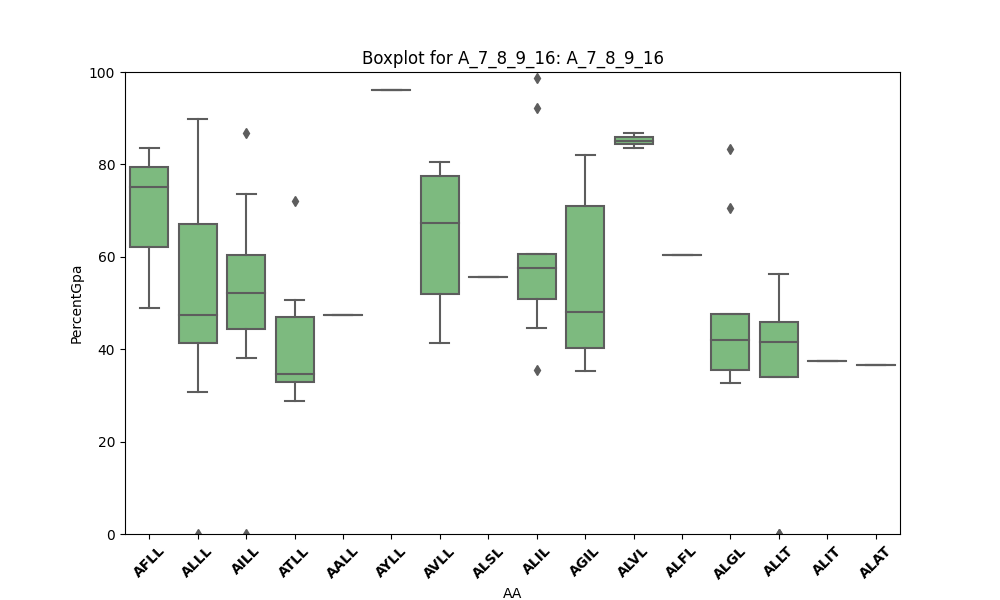 Boxplot for A_7_8_9_16: A_7_8_9_16
PercentGpa
100
80
60
40
20
0
AFLL ALLL AILL ATLL AALL AYLL AVLL ALSL ALIL AGIL ALVL ALFL ALGL ALLT ALIT ALAT
AA